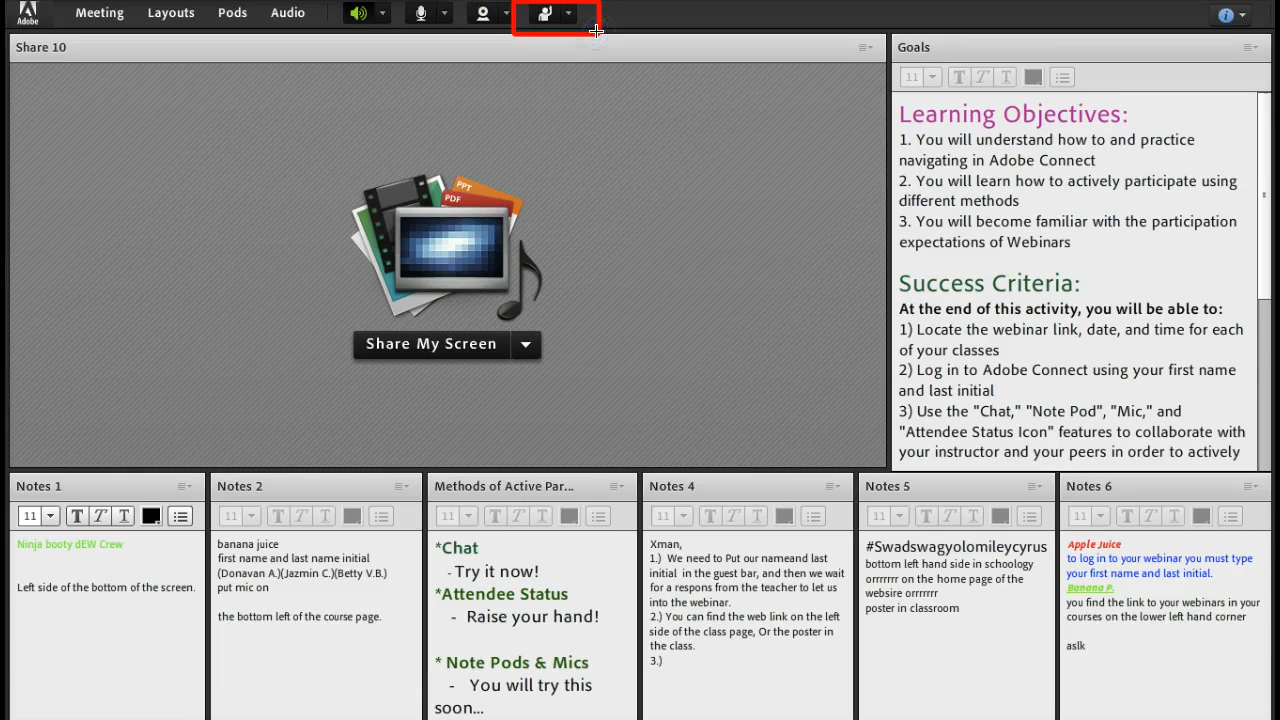 Adobe
Meeting Layouts Pods Audio
Share 10
PPT
PDF
Share My Screen
Goals
11 T T T
Learning Objectives:
1. You will understand how to and practice
navigating in Adobe Connect
2. You will learn how to actively participate using
different methods
3. You will become familiar with the participation
expectations of Webinars
Success Criteria:
At the end of this activity, you will be able to:
1) Locate the webinar link, date, and time for each
of your classes
2) Log in to Adobe Connect using your first name
and last initial
3) Use the "Chat," "Note Pod", "Mic," and
"Attendee Status Icon" features to collaborate with
your instructor and your peers in order to actively
Notes 1
11 T T T
Ninja booty dEW Crew
Left side of the bottom of the screen.
Notes 2
11 T T T
banana juice
first name and last name initial
(Donavan A.)(Jazmin C.)(Betty V.B.)
put mic on
the bottom left of the course page.
Methods of Active Par...
11 T T T
*Chat
- Try it now!
*Attendee Status
- Raise your hand!
* Note Pods & Mics
- You will try this
soon...
Notes 4
11 T T T
Xman,
1.) We need to Put our nameand last
initial in the guest bar, and then we wait
for a respons from the teacher to let us
into the webinar.
2.) You can find the web link on the left
side of the class page, Or the poster in
the class.
3.)
Notes 5
11 T T T
#Swadswagyolomileycyrus
bottom left hand side in schoology
orrrrrr on the home page of the
websire orrrrrr
poster in classroom
Notes 6
11 T T T
Apple Juice
to log in to your webinar you must type
your first name and last initial.
Banana P.
you find the link to your webinars in your
courses on the lower left hand corner
aslk